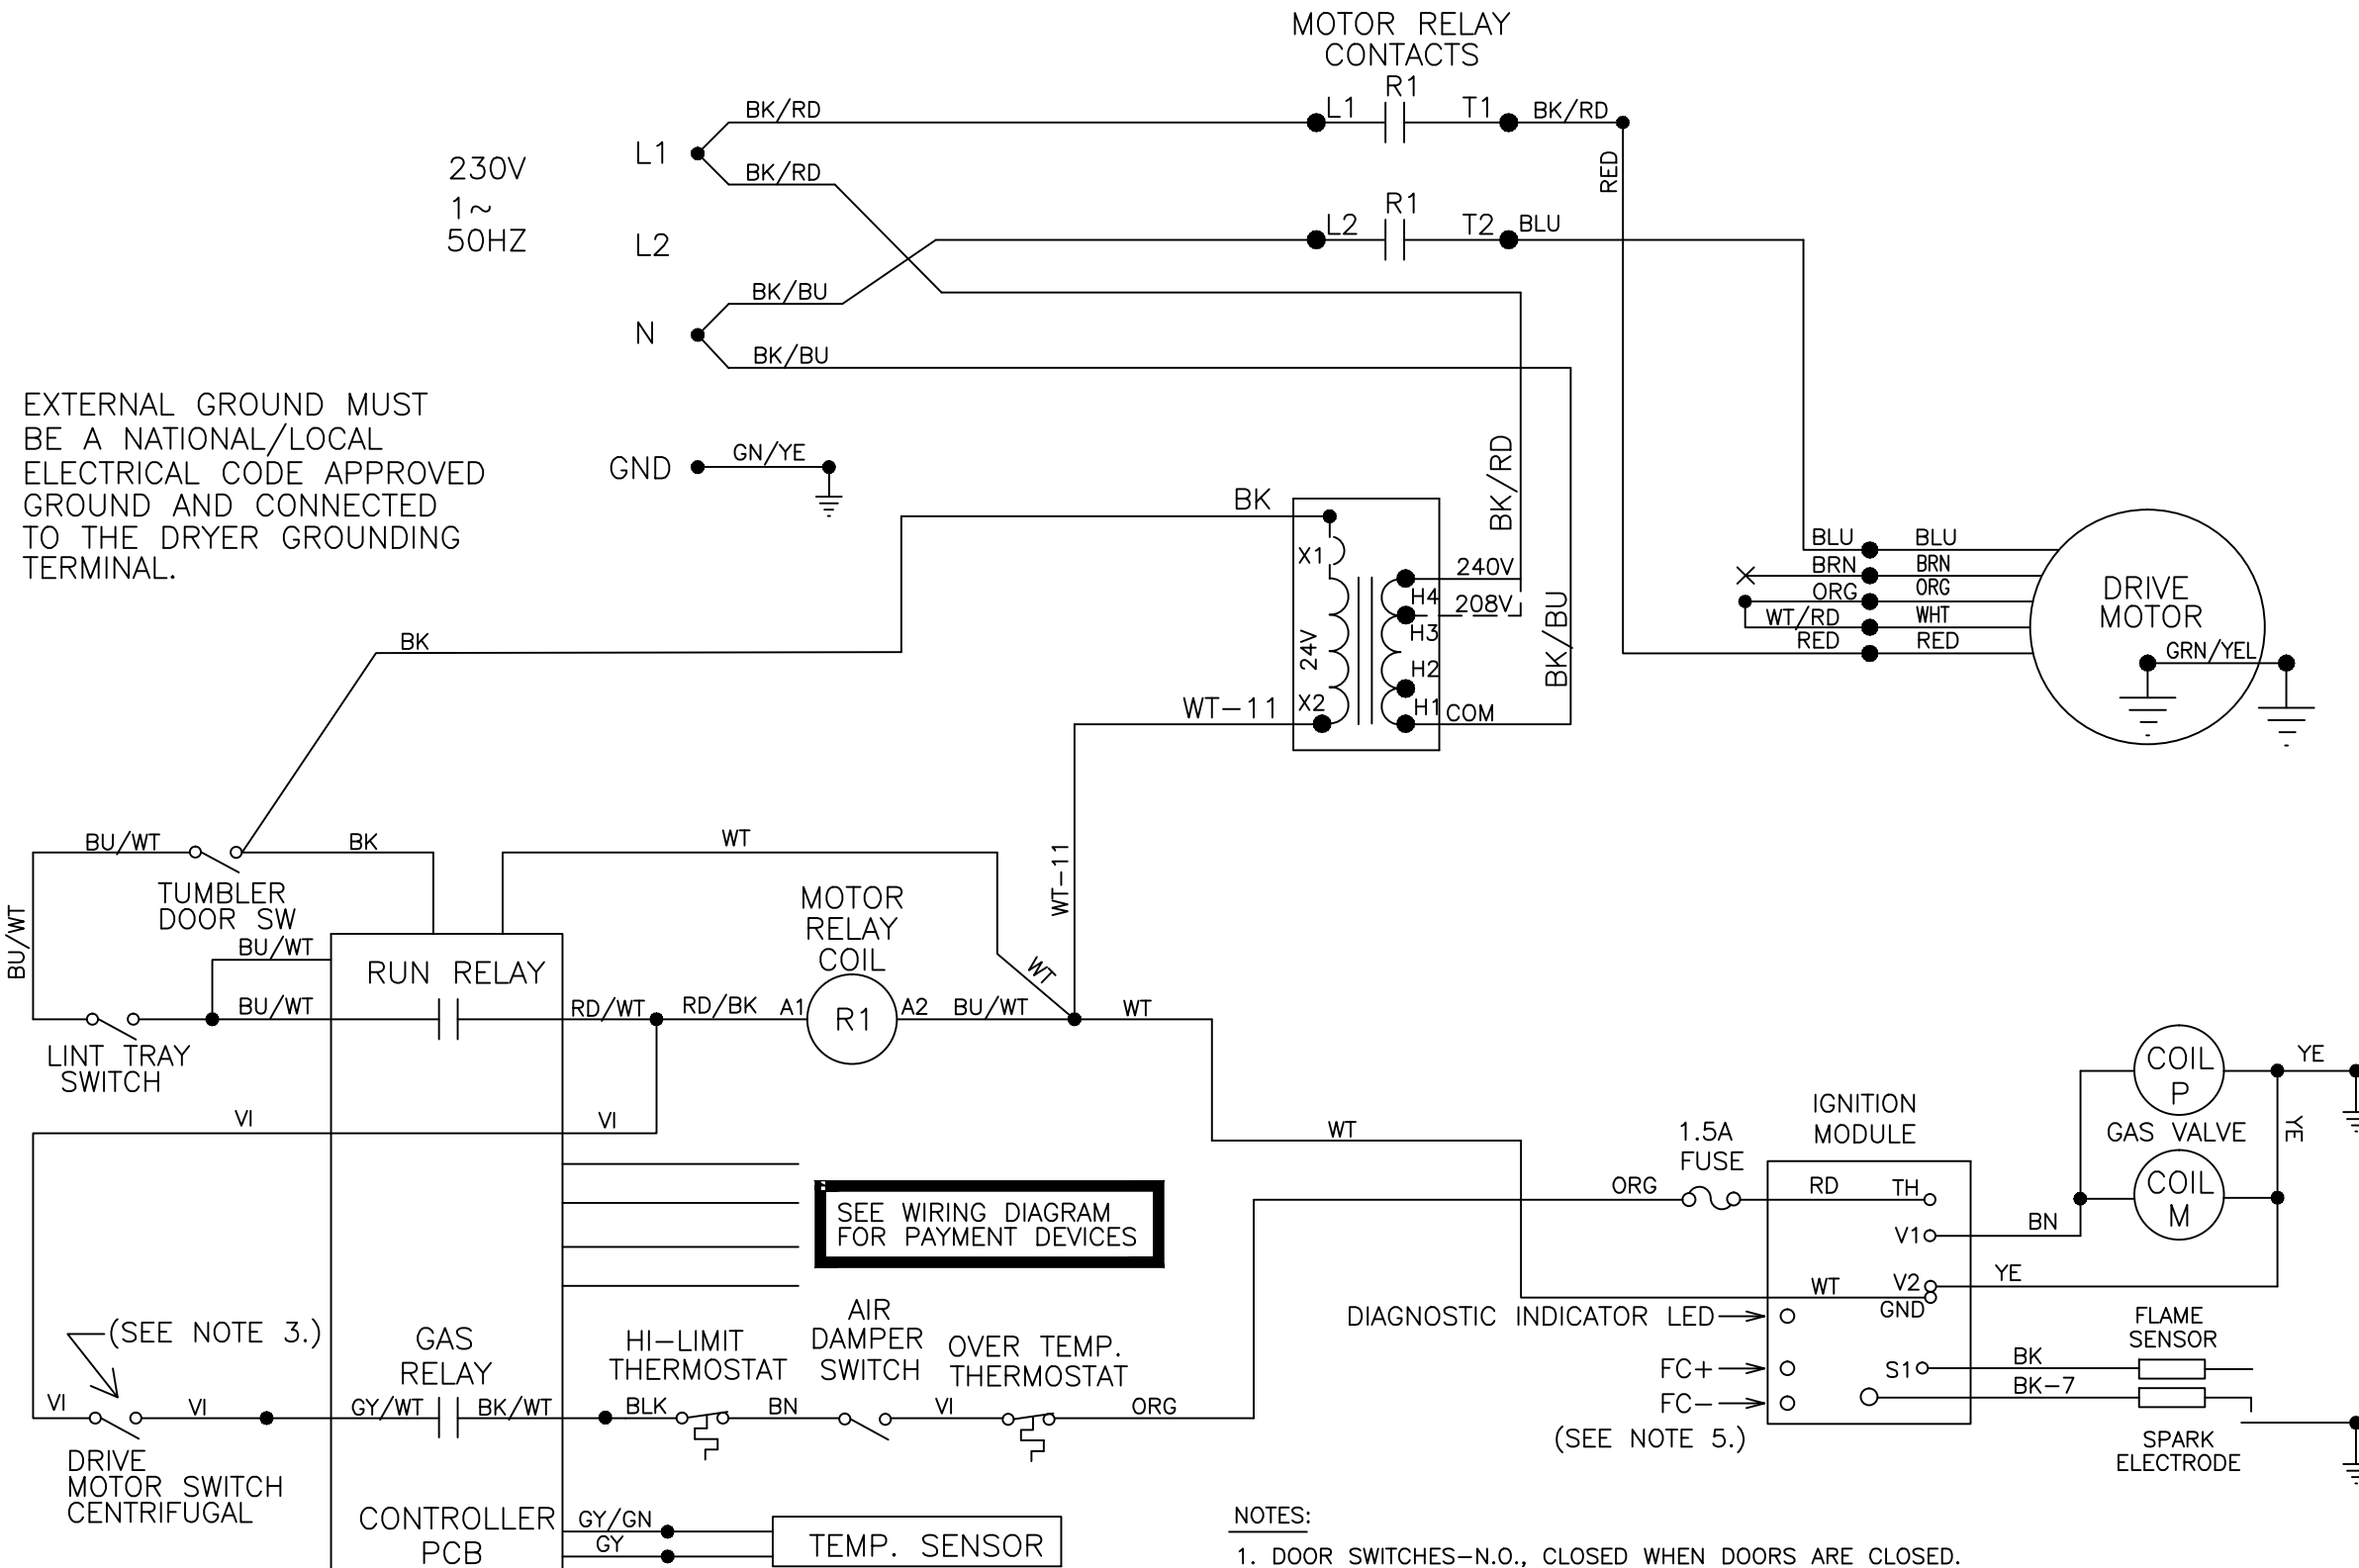 MOTOR RELAY
CONTACTS
R1
BK/RD
L1
T1
BK/RD
L1
230V
1~
50HZ
BK/RD
RED
R1
L2
L2
T2
BLU
BK/BU
N
BK/BU
EXTERNAL GROUND MUST
BE A NATIONAL/LOCAL
ELECTRICAL CODE APPROVED
GROUND AND CONNECTED
TO THE DRYER GROUNDING
TERMINAL.
GND
GN/YE
BK
BK/RD
X1
240V
H4
208V
H3
24V
H2
X2
H1
COM
BK/BU
WT-11
BLU
BLU
BRN
BRN
ORG
ORG
WT/RD
WHT
RED
RED
DRIVE
MOTOR
GRN/YEL
BK
BU/WT
BK
WT
TUMBLER
DOOR SW
BU/WT
BU/WT
WT-11
MOTOR
RELAY
COIL
WT
RUN RELAY
BU/WT
RD/WT
RD/BK
A1
R1
A2
BU/WT
WT
LINT TRAY
SWITCH
VI
VI
WT
SEE WIRING DIAGRAM
FOR PAYMENT DEVICES
1.5A
FUSE
IGNITION
MODULE
COIL
P
YE
GAS VALVE
YE
COIL
M
ORG
RD
TH
V1
BN
WT
V2
YE
GND
DIAGNOSTIC INDICATOR LED
FC+
FC-
(SEE NOTE 5.)
S1
BK
BK-7
FLAME
SENSOR
SPARK
ELECTRODE
(SEE NOTE 3.)
GAS
RELAY
HI-LIMIT
THERMOSTAT
AIR
DAMPER
SWITCH
OVER TEMP.
THERMOSTAT
VI
VI
GY/WT
BK/WT
BLK
BN
VI
ORG
DRIVE
MOTOR SWITCH
CENTRIFUGAL
CONTROLLER
PCB
GY/GN
GY
TEMP. SENSOR
NOTES:
1. DOOR SWITCHES-N.O., CLOSED WHEN DOORS ARE CLOSED.